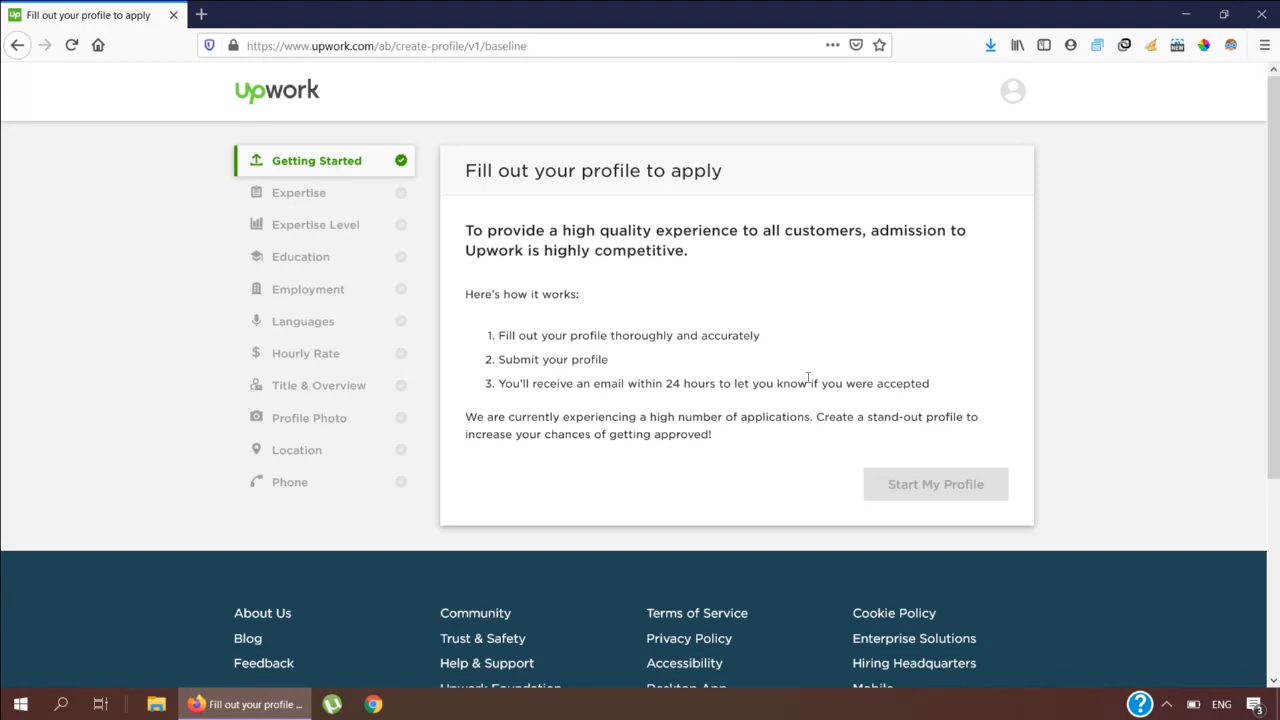 Fill out your profile to apply
https://www.upwork.com/ab/create-profile/v1/baseline
upwork
Getting Started
Expertise
Expertise Level
Education
Employment
Languages
Hourly Rate
Title & Overview
Profile Photo
Location
Phone
Fill out your profile to apply
To provide a high quality experience to all customers, admission to
Upwork is highly competitive.
Here's how it works:
1. Fill out your profile thoroughly and accurately
2. Submit your profile
3. You'll receive an email within 24 hours to let you know if you were accepted
We are currently experiencing a high number of applications. Create a stand-out profile to
increase your chances of getting approved!
Start My Profile
About Us
Community
Terms of Service
Cookie Policy
Blog
Trust & Safety
Privacy Policy
Enterprise Solutions
Feedback
Help & Support
Accessibility
Hiring Headquarters
Upwork Foundation
Desktop App
Mobile
Fill out your profile ...
ENG
3